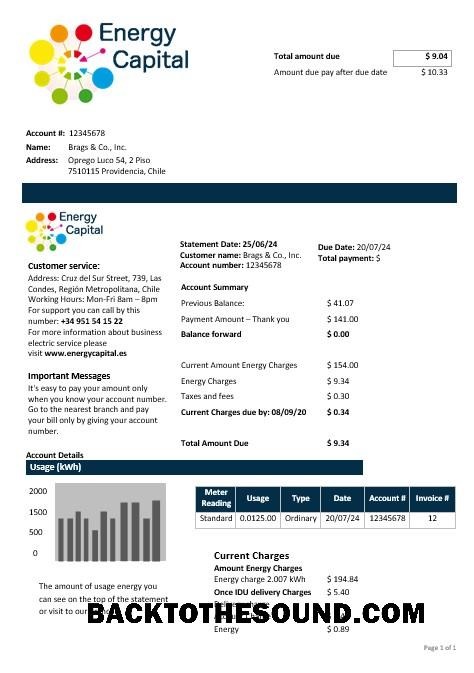 Energy
Capital
Total amount due $ 9.04
Amount due pay after due date $ 10.33
Account #: 12345678
Name: Brags & Co., Inc.
Address: Oprego Luco 54, 2 Piso
7510115 Providencia, Chile
Energy
Capital
Statement Date: 25/06/24 Due Date: 20/07/24
Customer name: Brags & Co., Inc. Total payment: $
Account number: 12345678
Customer service:
Address: Cruz del Sur Street, 739, Las
Condes, Región Metropolitana, Chile
Working Hours: Mon-Fri 8am – 8pm
For support you can call by this
number: +34 951 54 15 22
For more information about business
electric service please
visit www.energycapital.es
Important Messages
It's easy to pay your amount only
when you know your account number.
Go to the nearest branch and pay
your bill only by giving your account
number.
Account Summary
Previous Balance: $ 41.07
Payment Amount – Thank you $ 141.00
Balance forward $ 0.00
Current Amount Energy Charges $ 154.00
Energy Charges $ 9.34
Taxes and fees $ 0.30
Current Charges due by: 08/09/20 $ 0.34
Total Amount Due $ 9.34
Account Details
Usage (kWh)
2000
1500
500
0
Meter Reading Usage Type Date Account # Invoice #
Standard 0.0125.00 Ordinary 20/07/24 12345678 12
The amount of usage energy you
can see on the top of the statement
or visit to our
Current Charges
Amount Energy Charges
Energy charge 2.007 kWh $ 194.84
Once IDU delivery Charges $ 5.40
BACKTOTHESOUND.COM
Energy $ 0.89
Page 1 of 1